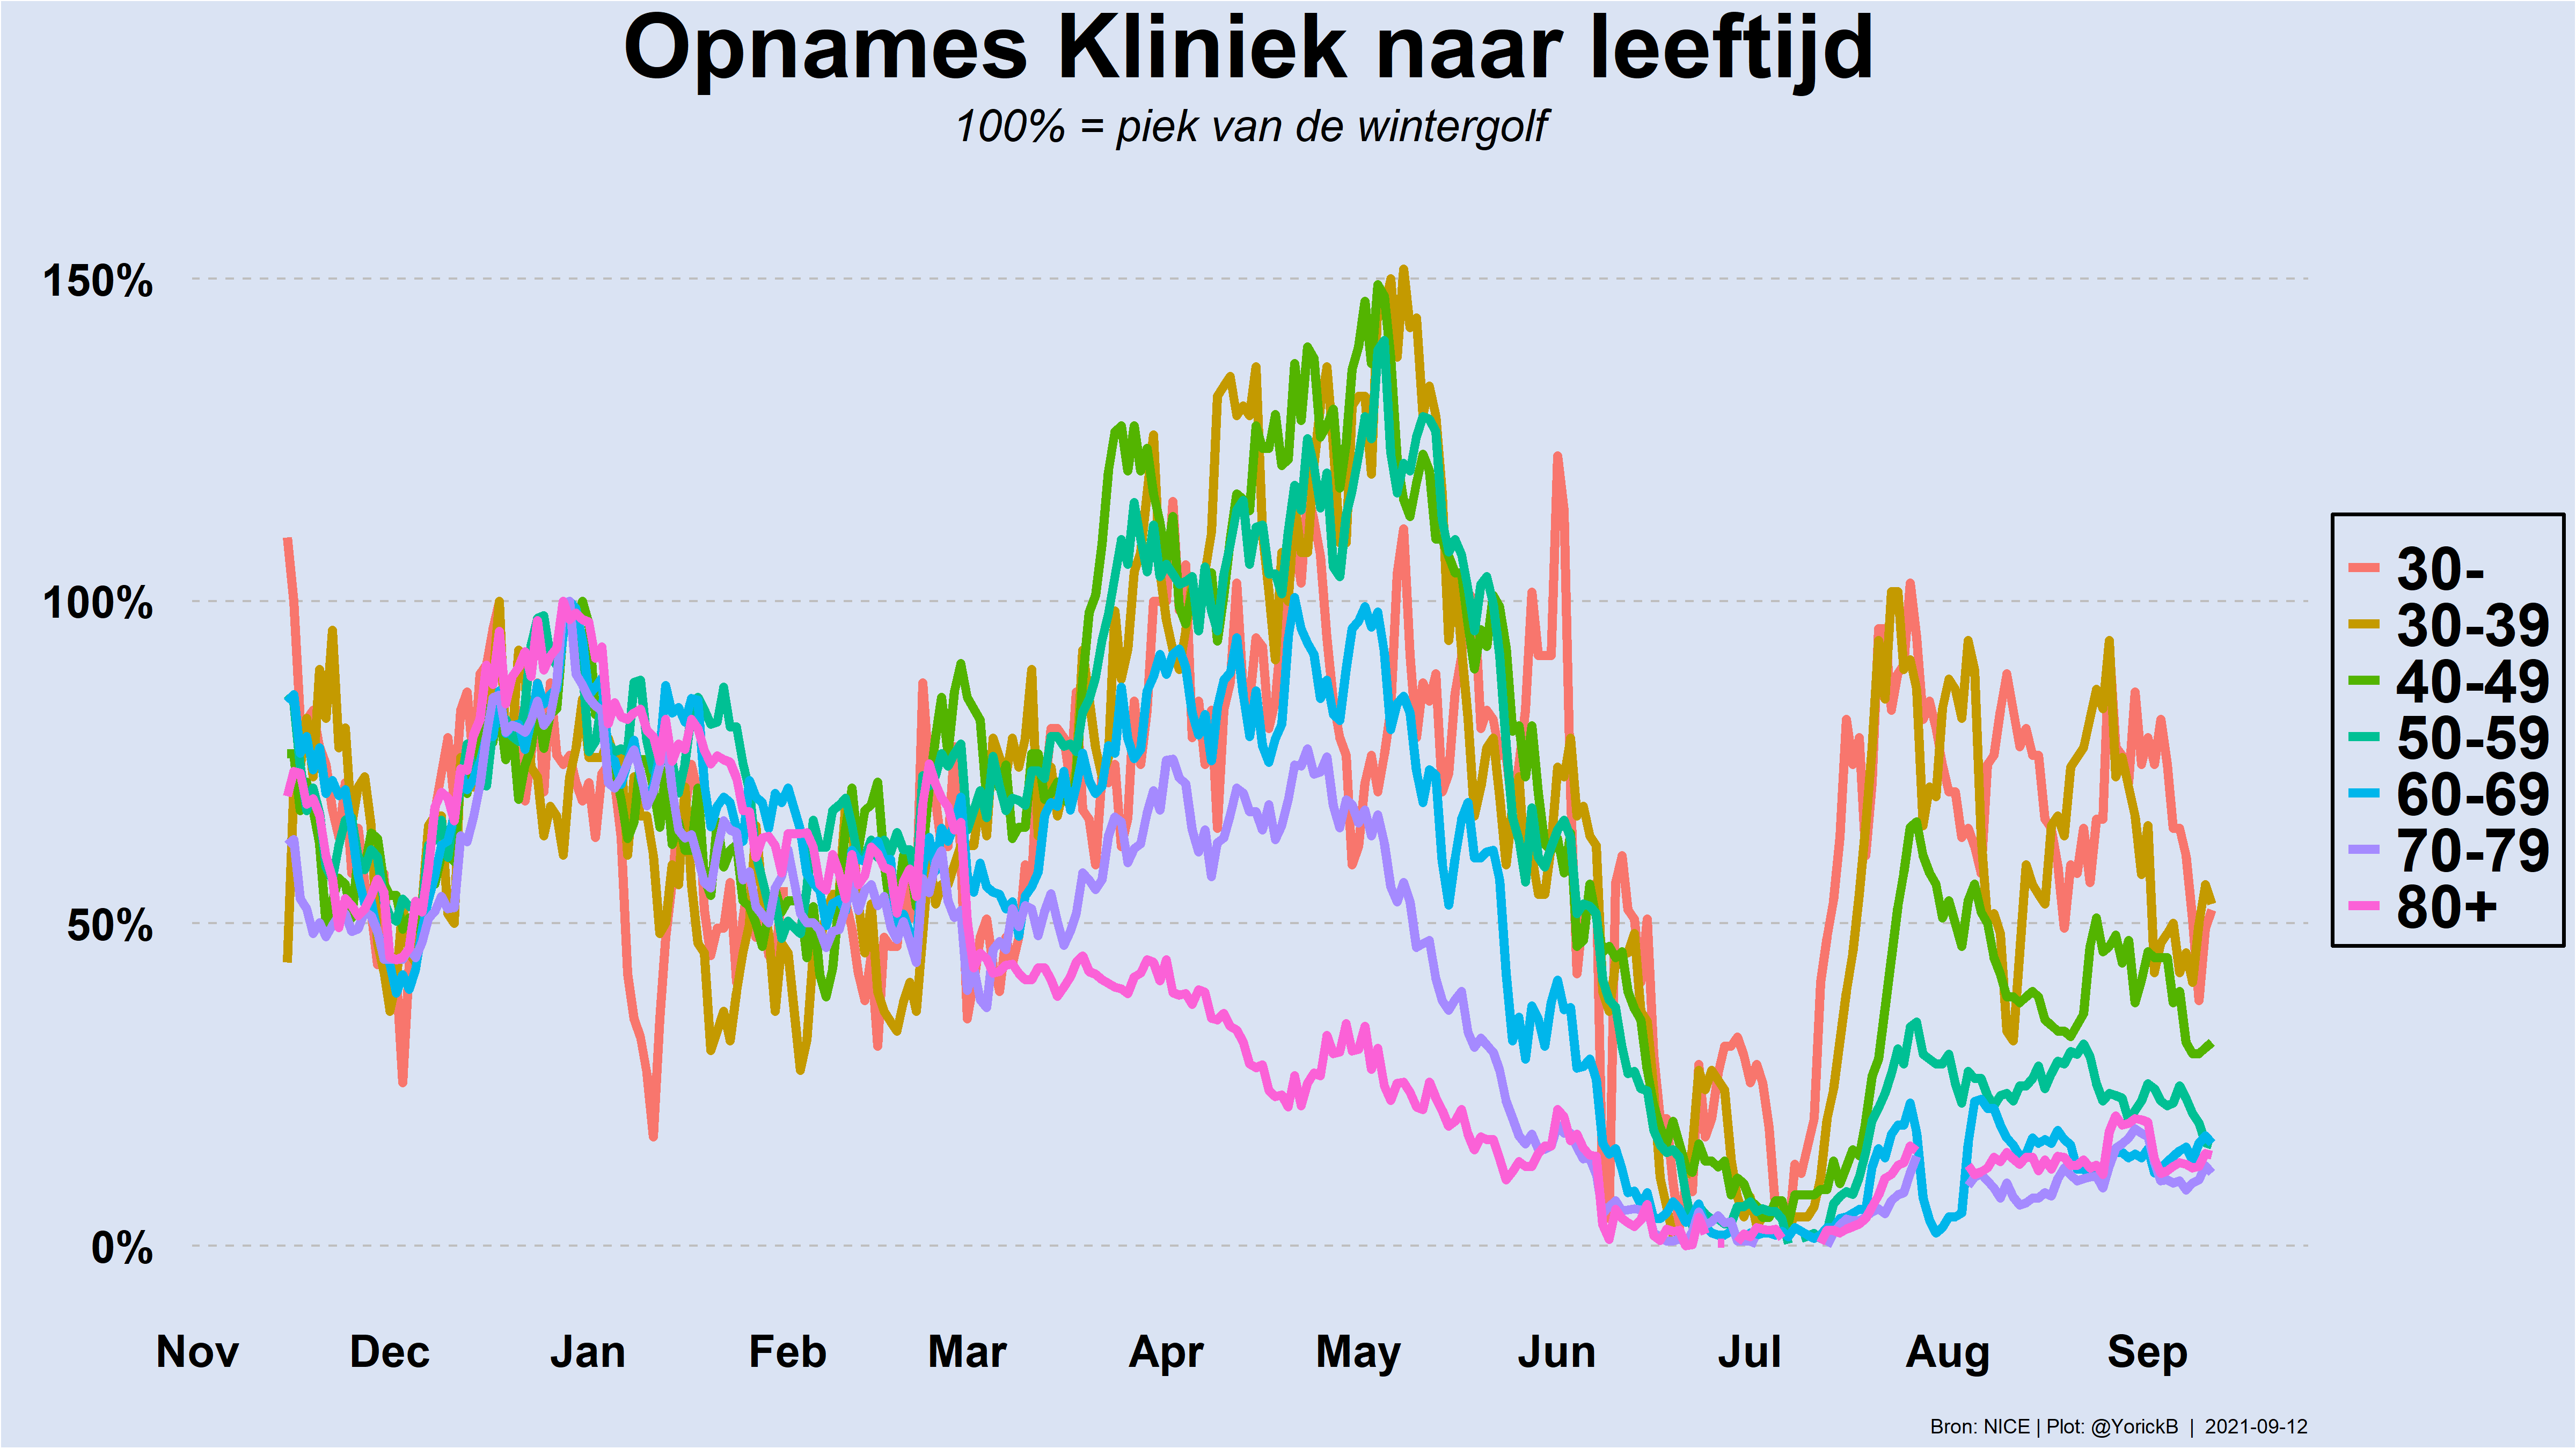 Opnames Kliniek naar leeftijd
100% = piek van de wintergolf
150%
100%
50%
0%
Nov Dec Jan Feb Mar Apr May Jun Jul Aug Sep
30-
30-39
40-49
50-59
60-69
70-79
80+
Bron: NICE | Plot: @YorickB | 2021-09-12